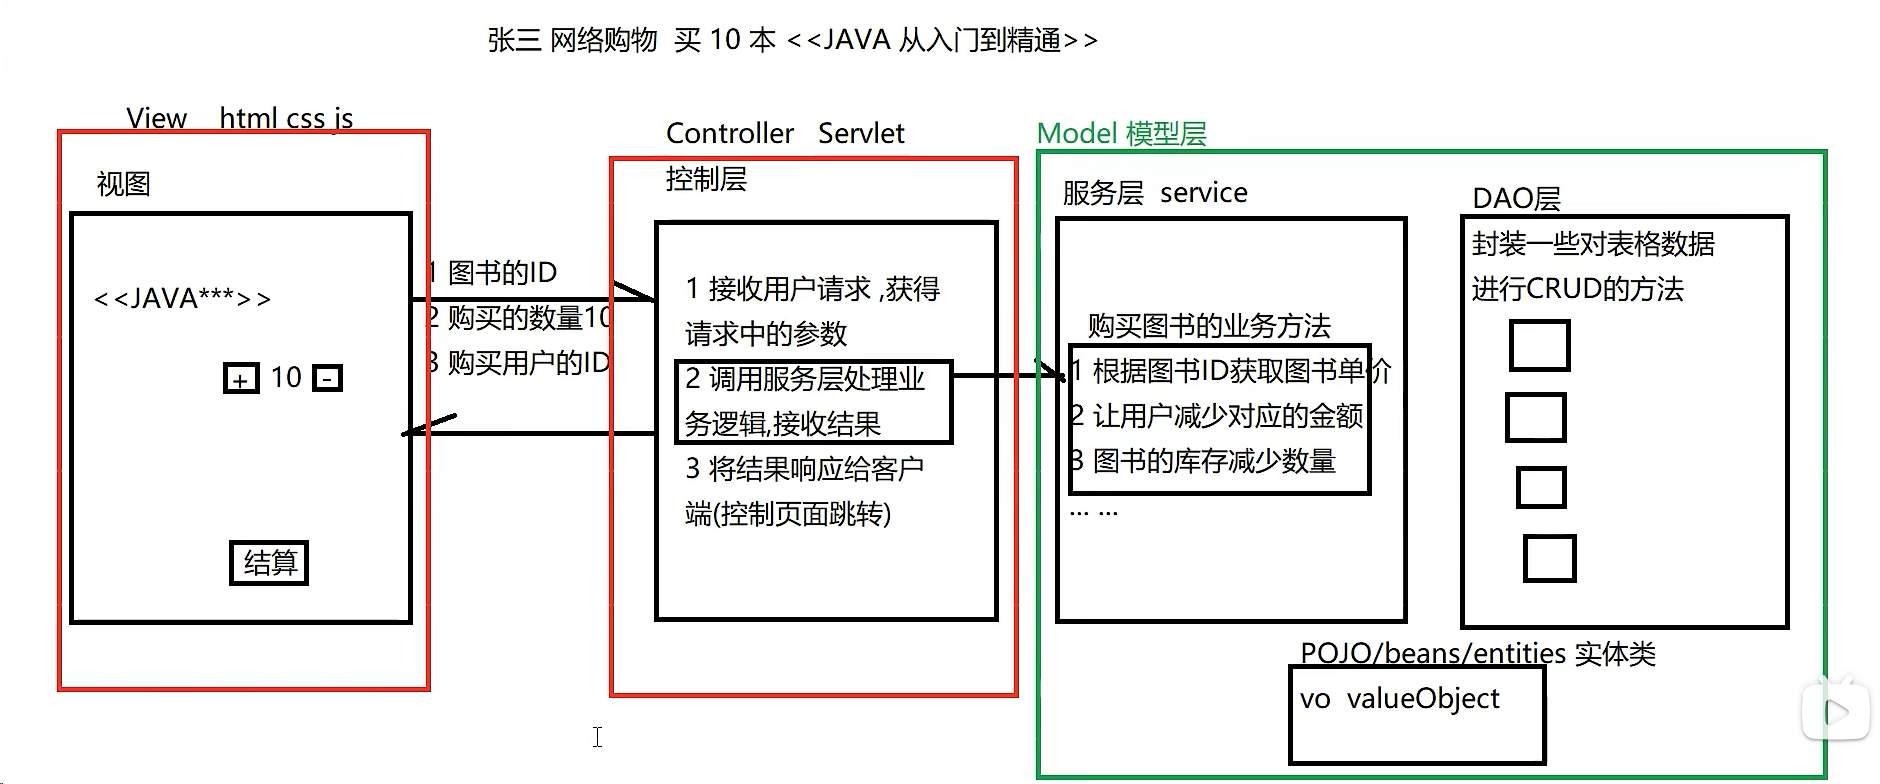 张三 网络购物 买 10 本 <<JAVA 从入门到精通>>
View html css js
视图
<<JAVA***>>
+ 10 -
结算
1 图书的ID
2 购买的数量10
3 购买用户的ID
Controller Servlet
控制层
1 接收用户请求 ,获得
请求中的参数
2 调用服务层处理业
务逻辑,接收结果
3 将结果响应给客户
端(控制页面跳转)
Model 模型层
服务层 service
购买图书的业务方法
1 根据图书ID获取图书单价
2 让用户减少对应的金额
3 图书的库存减少数量
... ...
DAO层
封装一些对表格数据
进行CRUD的方法
POJO/beans/entities 实体类
vo valueObject